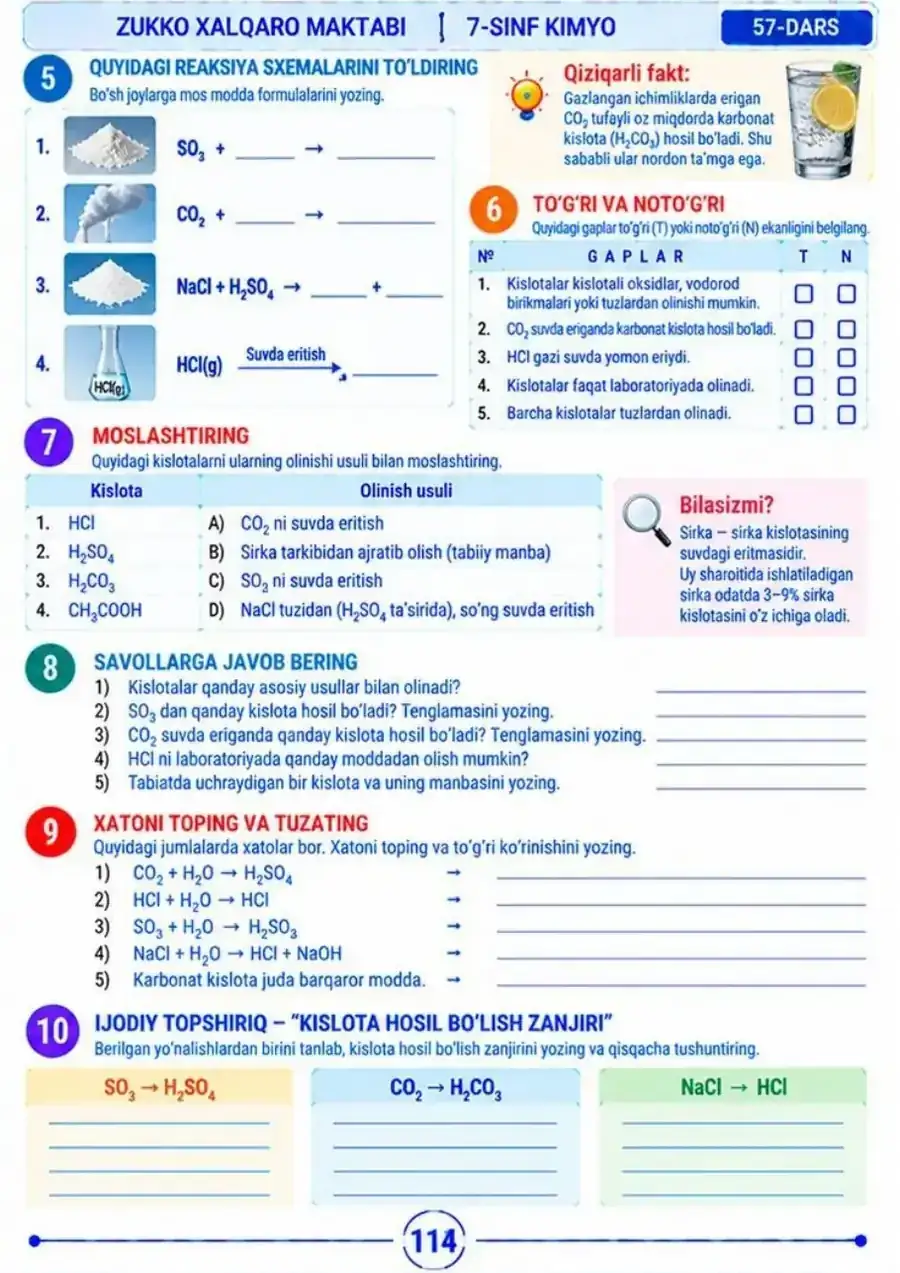 ZUKKO XALQARO MAKTABI | 7-SINF KIMYO 57-DARS
5 QUYIDAGI REAKSIYA SXEMALARINI TO'LDIRING
Bo'sh joylarga mos modda formulalarini yozing.
1. SO₃ + ______ → __________
2. CO₂ + ______ → __________
3. NaCl + H₂SO₄ → ______ + ______
4. HCl(g) HCl(g) Suvda eritish → _________
Qiziqarli fakt:
Gazlangan ichimliklarda erigan
CO₂ tufayli oz miqdorda karbonat
kislota (H₂CO₃) hosil bo'ladi. Shu
sababli ular nordon ta'mga ega.
6 TO'G'RI VA NOTO'G'RI
Quyidagi gaplar to'g'ri (T) yoki noto'g'ri (N) ekanligini belgilang.
№ GAPLAR T N
1. Kislotalar kislotali oksidlar, vodorod
birikmalari yoki tuzlardan olinishi mumkin.
2. CO₂ suvda eriganda karbonat kislota hosil bo'ladi.
3. HCl gazi suvda yomon eriydi.
4. Kislotalar faqat laboratoriyada olinadi.
5. Barcha kislotalar tuzlardan olinadi.
7 MOSLASHTIRING
Quyidagi kislotalarni ularning olinishi usuli bilan moslashtiring.
Kislota Olinish usuli
1. HCl A) CO₂ ni suvda eritish
2. H₂SO₄ B) Sirka tarkibidan ajratib olish (tabiiy manba)
3. H₂CO₃ C) SO₃ ni suvda eritish
4. CH₃COOH D) NaCl tuzidan (H₂SO₄ ta'sirida), so'ng suvda eritish
Bilasizmi?
Sirka – sirka kislotasining
suvdagi eritmasidir.
Uy sharoitida ishlatiladigan
sirka odatda 3–9% sirka
kislotasini o'z ichiga oladi.
8 SAVOLLARGA JAVOB BERING
1) Kislotalar qanday asosiy usullar bilan olinadi?
2) SO₃ dan qanday kislota hosil bo'ladi? Tenglamasini yozing.
3) CO₂ suvda eriganda qanday kislota hosil bo'ladi? Tenglamasini yozing.
4) HCl ni laboratoriyada qanday moddadan olish mumkin?
5) Tabiatda uchraydigan bir kislota va uning manbasini yozing.
9 XATONI TOPING VA TUZATING
Quyidagi jumlalarda xatolar bor. Xatoni toping va to'g'ri ko'rinishini yozing.
1) CO₂ + H₂O → H₂SO₄ →
2) HCl + H₂O → HCl →
3) SO₃ + H₂O → H₂SO₃ →
4) NaCl + H₂O → HCl + NaOH →
5) Karbonat kislota juda barqaror modda. →
10 IJODIY TOPSHIRIQ – "KISLOTA HOSIL BO'LISH ZANJIRI"
Berilgan yo'nalishlardan birini tanlab, kislota hosil bo'lish zanjirini yozing va qisqacha tushuntiring.
SO₃ → H₂SO₄ CO₂ → H₂CO₃ NaCl → HCl
114